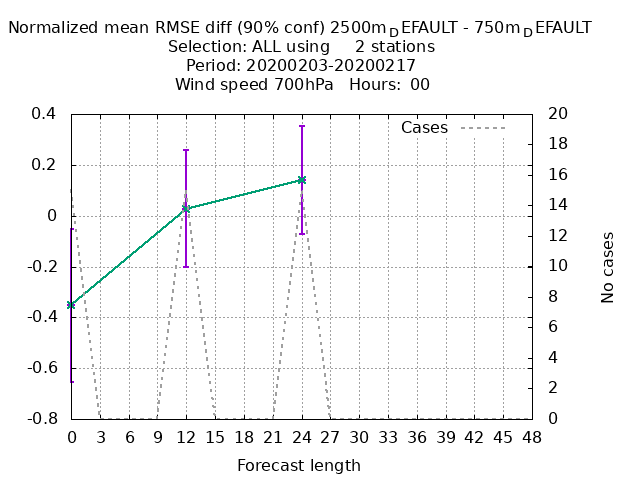 Normalized mean RMSE diff (90% conf) 2500mDEFAULT - 750mDEFAULT
Selection: ALL using 2 stations
Period: 20200203-20200217
Wind speed 700hPa Hours: 00
Cases
0.4
0.2
0
-0.2
-0.4
-0.6
-0.8
20
18
16
14
12
10
8
6
4
2
0
No cases
0 3 6 9 12 15 18 21 24 27 30 33 36 39 42 45 48
Forecast length